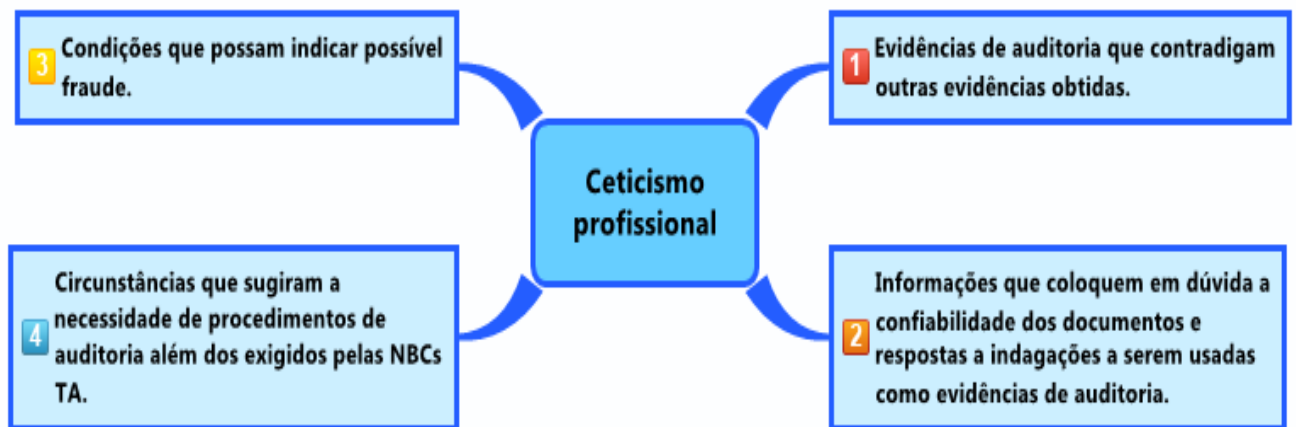 Ceticismo
profissional
1
Evidências de auditoria que contradigam
outras evidências obtidas.
2
Informações que coloquem em dúvida a
confiabilidade dos documentos e
respostas a indagações a serem usadas
como evidências de auditoria.
3
Condições que possam indicar possível
fraude.
4
Circunstâncias que sugiram a
necessidade de procedimentos de
auditoria além dos exigidos pelas NBCs
TA.